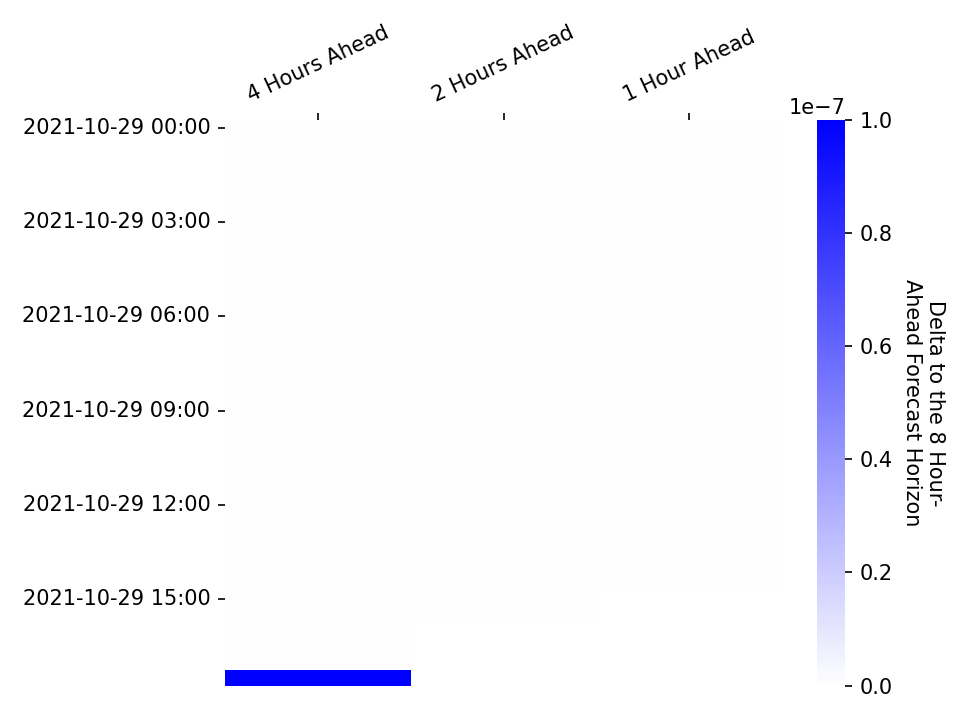 4 Hours Ahead
2 Hours Ahead
1 Hour Ahead
1e−7
2021-10-29 00:00
2021-10-29 03:00
2021-10-29 06:00
2021-10-29 09:00
2021-10-29 12:00
2021-10-29 15:00
1.0
0.8
0.6
0.4
0.2
0.0
Delta to the 8 Hour-
Ahead Forecast Horizon